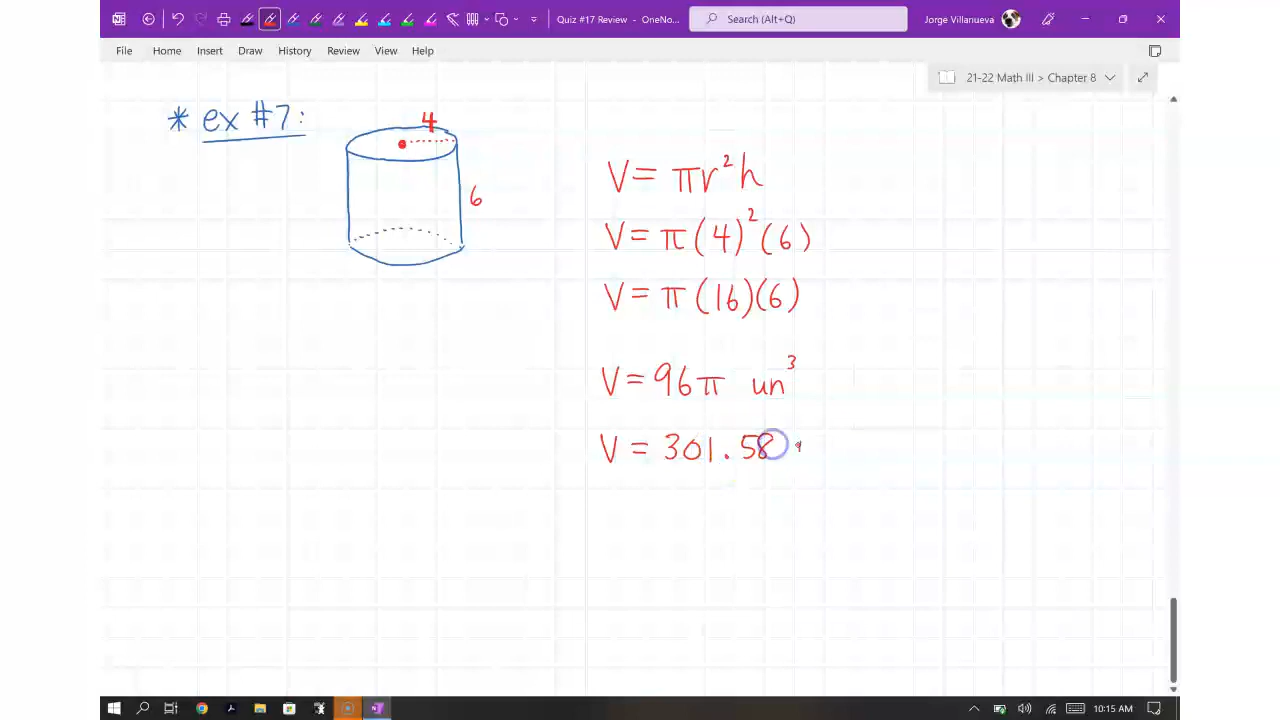 Quiz #17 Review - OneNo...
Search (Alt+Q)
Jorge Villanueva
File Home Insert Draw History Review View Help
21-22 Math III > Chapter 8
* ex #7:
4
6
V = πr²h
V = π(4)²(6)
V = π(16)(6)
V = 96π un³
V = 301.58
10:15 AM